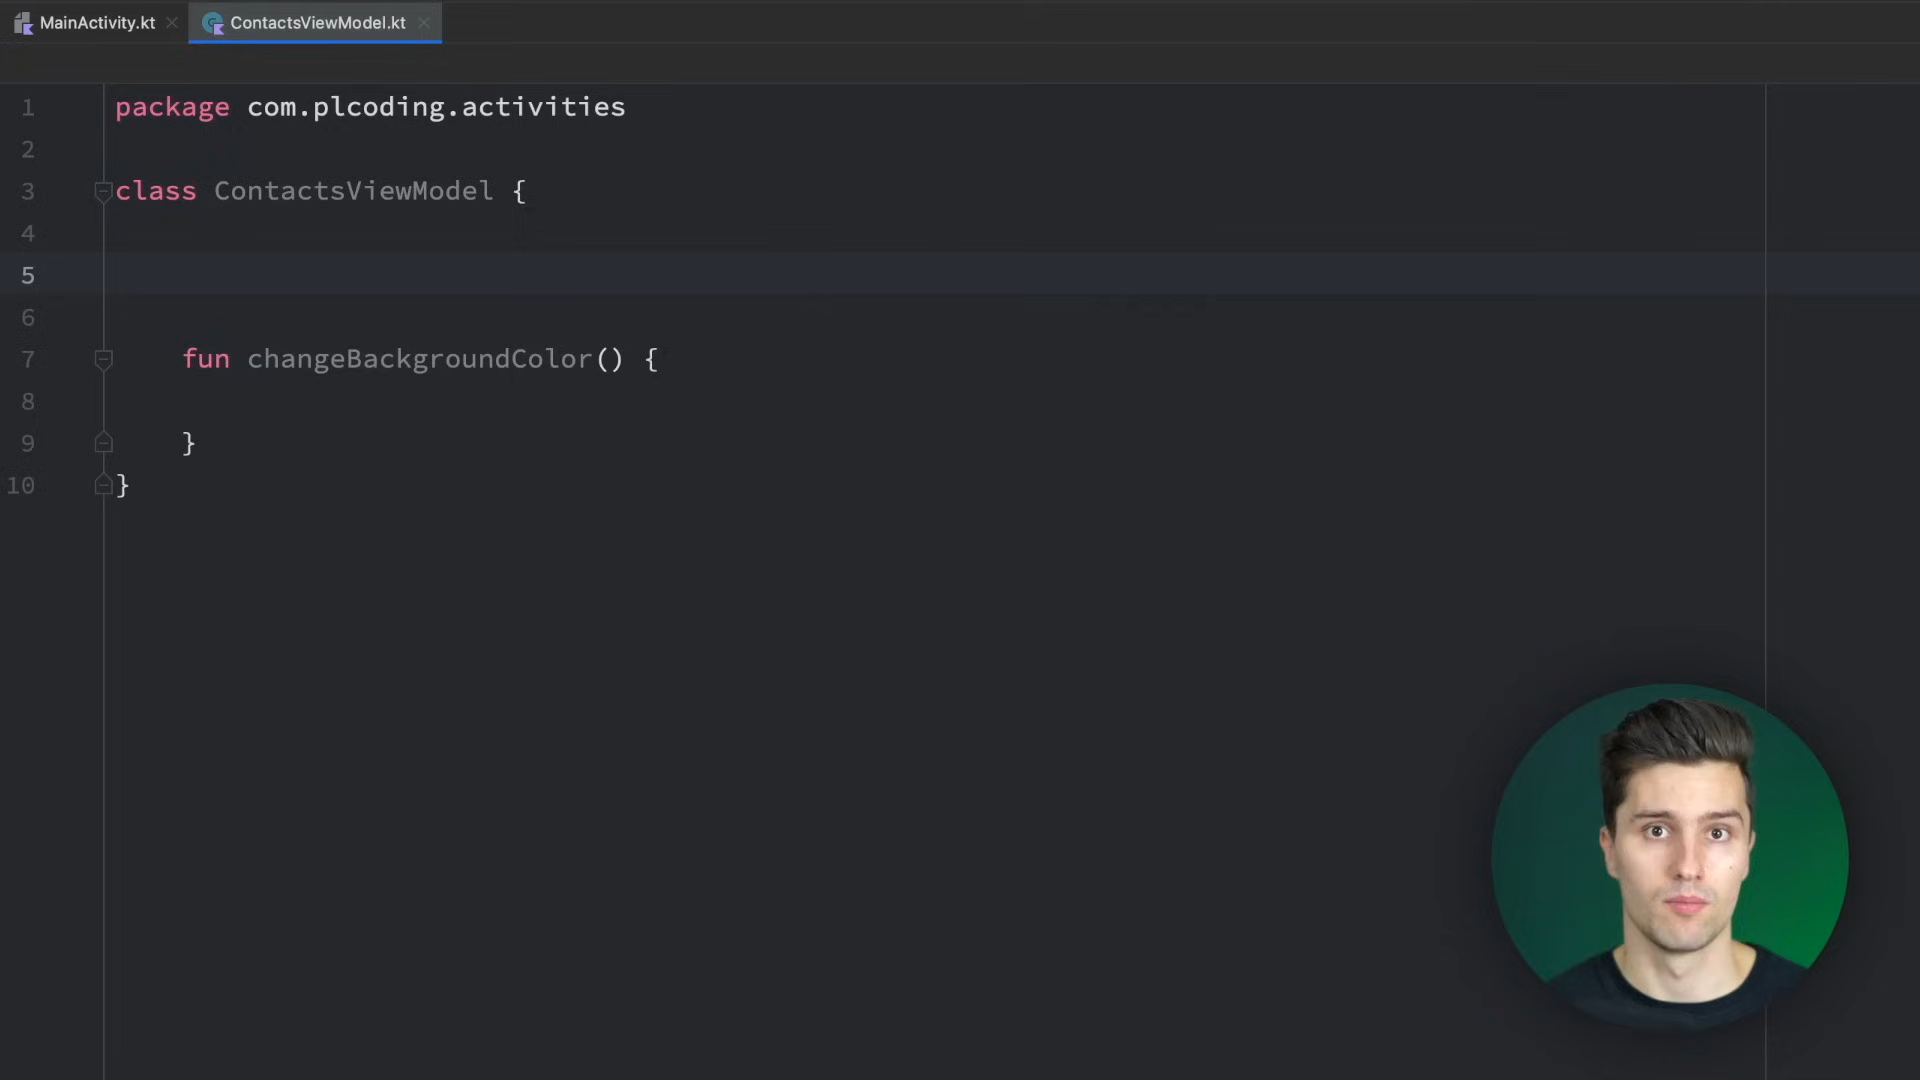 MainActivity.kt
ContactsViewModel.kt
1 package com.plcoding.activities
2
3 class ContactsViewModel {
4
5
6
7 fun changeBackgroundColor() {
8
9 }
10 }